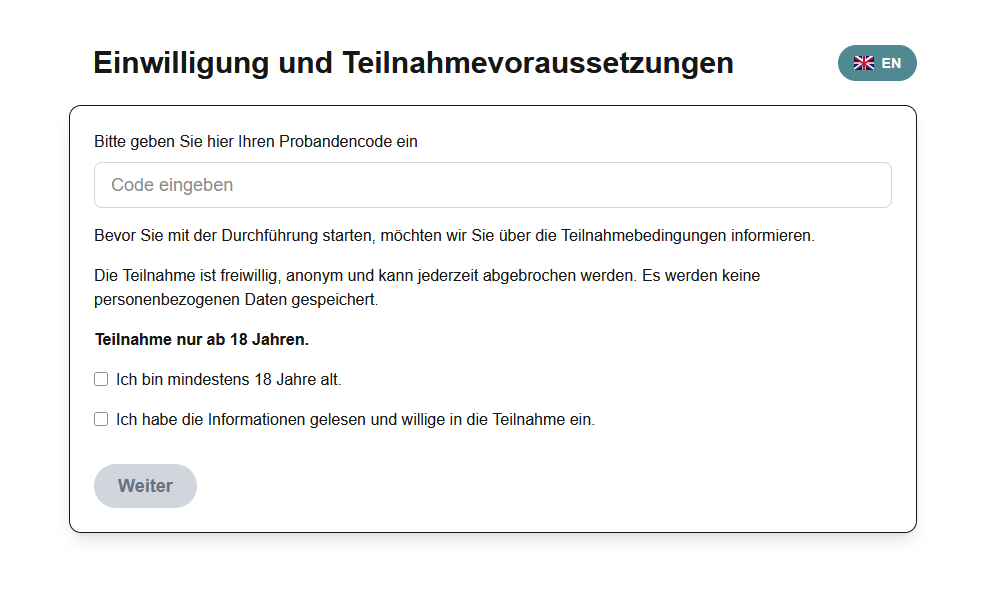 Einwilligung und Teilnahmevoraussetzungen
EN
Bitte geben Sie hier Ihren Probandencode ein
Code eingeben
Bevor Sie mit der Durchführung starten, möchten wir Sie über die Teilnahmebedingungen informieren.
Die Teilnahme ist freiwillig, anonym und kann jederzeit abgebrochen werden. Es werden keine
personenbezogenen Daten gespeichert.
Teilnahme nur ab 18 Jahren.
Ich bin mindestens 18 Jahre alt.
Ich habe die Informationen gelesen und willige in die Teilnahme ein.
Weiter